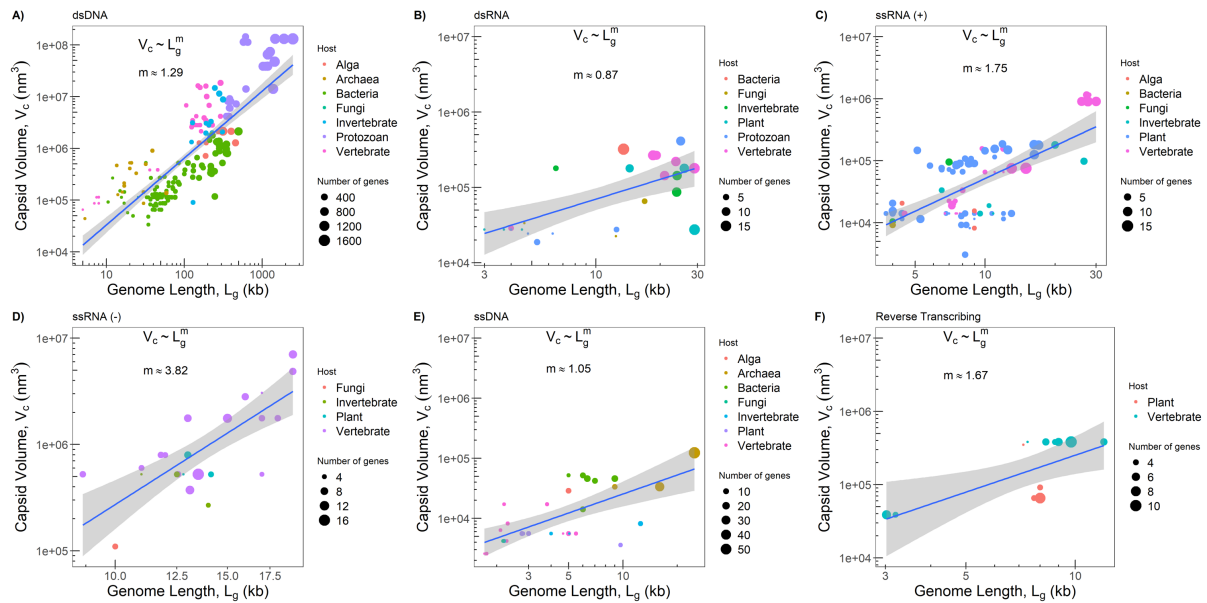 A) dsDNA
V_c ~ L_g^m
m ≈ 1.29
Capsid Volume, V_c (nm³)
1e+08
1e+07
1e+06
1e+05
1e+04
10
100
1000
Genome Length, L_g (kb)
Host
Alga
Archaea
Bacteria
Fungi
Invertebrate
Protozoan
Vertebrate
Number of genes
400
800
1200
1600
B) dsRNA
V_c ~ L_g^m
m ≈ 0.87
Capsid Volume, V_c (nm³)
1e+07
1e+06
1e+05
1e+04
3
10
30
Genome Length, L_g (kb)
Host
Bacteria
Fungi
Invertebrate
Plant
Protozoan
Vertebrate
Number of genes
5
10
15
C) ssRNA (+)
V_c ~ L_g^m
m ≈ 1.75
Capsid Volume, V_c (nm³)
1e+07
1e+06
1e+05
1e+04
5
10
30
Genome Length, L_g (kb)
Host
Alga
Bacteria
Fungi
Invertebrate
Plant
Vertebrate
Number of genes
5
10
15
D) ssRNA (-)
V_c ~ L_g^m
m ≈ 3.82
Capsid Volume, V_c (nm³)
1e+07
1e+06
1e+05
10.0
12.5
15.0
17.5
Genome Length, L_g (kb)
Host
Fungi
Invertebrate
Plant
Vertebrate
Number of genes
4
8
12
16
E) ssDNA
V_c ~ L_g^m
m ≈ 1.05
Capsid Volume, V_c (nm³)
1e+07
1e+06
1e+05
1e+04
3
5
10
Genome Length, L_g (kb)
Host
Alga
Archaea
Bacteria
Fungi
Invertebrate
Plant
Vertebrate
Number of genes
10
20
30
40
50
F) Reverse Transcribing
V_c ~ L_g^m
m ≈ 1.67
Capsid Volume, V_c (nm³)
1e+07
1e+06
1e+05
1e+04
3
5
10
Genome Length, L_g (kb)
Host
Plant
Vertebrate
Number of genes
4
6
8
10